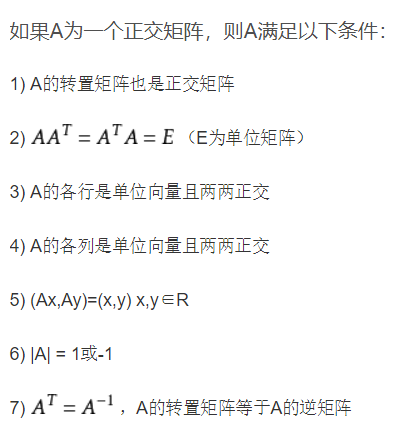 如果A为一个正交矩阵，则A满足以下条件：
1) A的转置矩阵也是正交矩阵
2) AAᵀ = AᵀA = E （E为单位矩阵）
3) A的各行是单位向量且两两正交
4) A的各列是单位向量且两两正交
5) (Ax,Ay)=(x,y) x,y∈R
6) |A| = 1或-1
7) Aᵀ = A⁻¹ ，A的转置矩阵等于A的逆矩阵